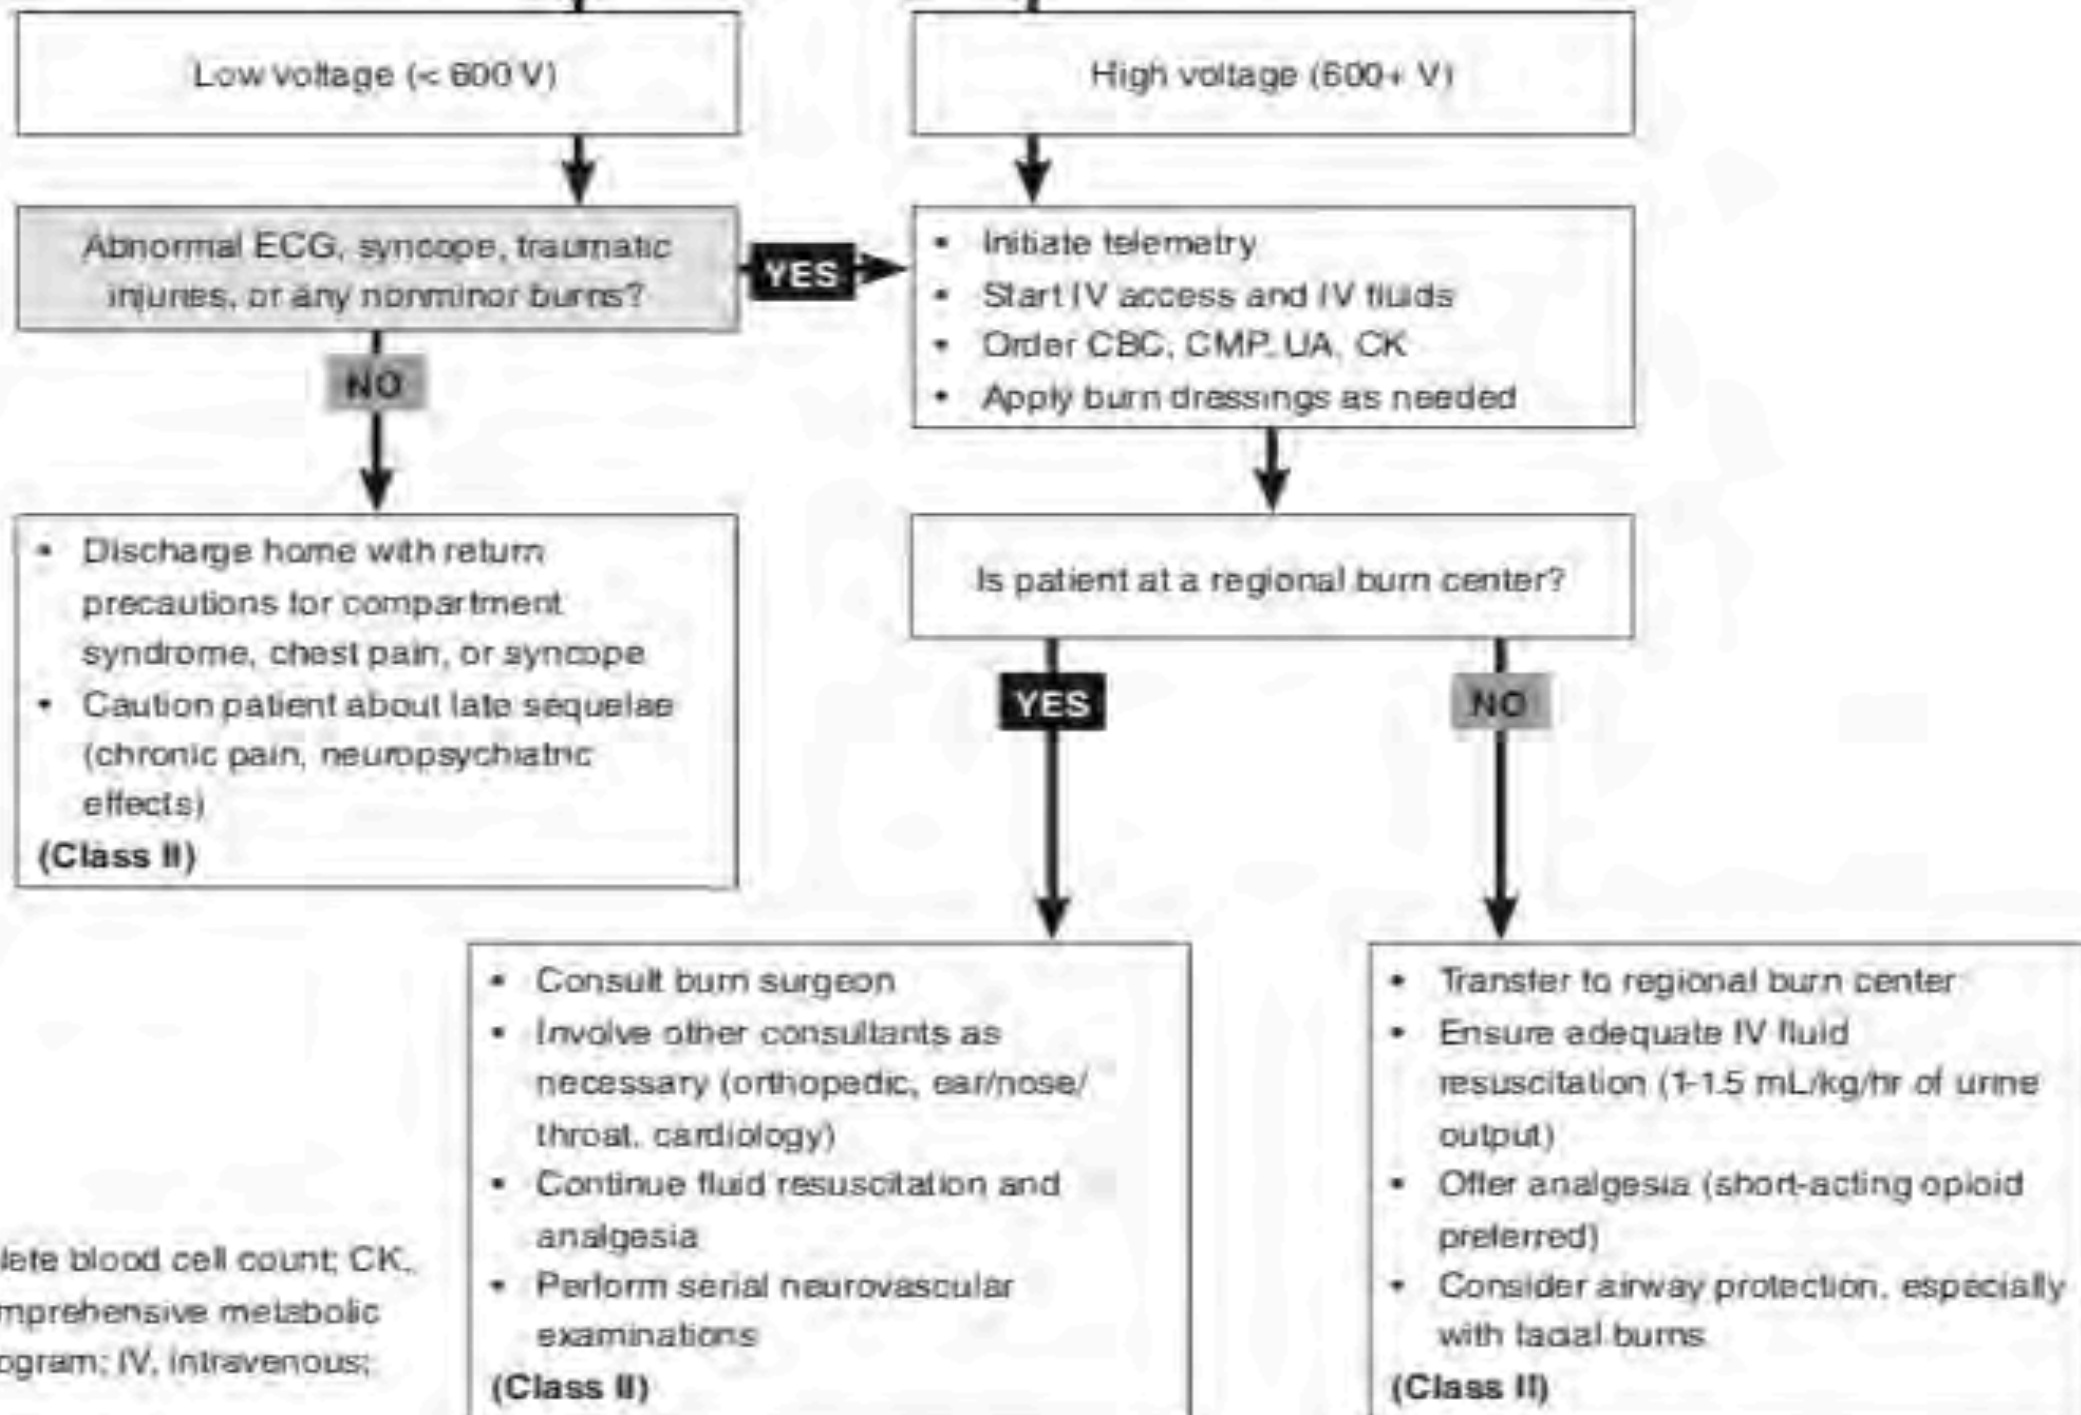 Low voltage (< 600 V)
High voltage (600+ V)
Abnormal ECG, syncope, traumatic
injuries, or any nonminor burns?
YES
• Initiate telemetry
• Start IV access and IV fluids
• Order CBC, CMP, UA, CK
• Apply burn dressings as needed
NO
• Discharge home with return
precautions for compartment
syndrome, chest pain, or syncope
• Caution patient about late sequelae
(chronic pain, neuropsychiatric
effects)
(Class II)
Is patient at a regional burn center?
YES
NO
• Consult burn surgeon
• Involve other consultants as
necessary (orthopedic, ear/nose/
throat, cardiology)
• Continue fluid resuscitation and
analgesia
• Perform serial neurovascular
examinations
(Class II)
• Transfer to regional burn center
• Ensure adequate IV fluid
resuscitation (1-1.5 mL/kg/hr of urine
output)
• Offer analgesia (short-acting opioid
preferred)
• Consider airway protection, especially
with facial burns
(Class II)
lete blood cell count; CK,
mprehensive metabolic
ogram; IV, intravenous;